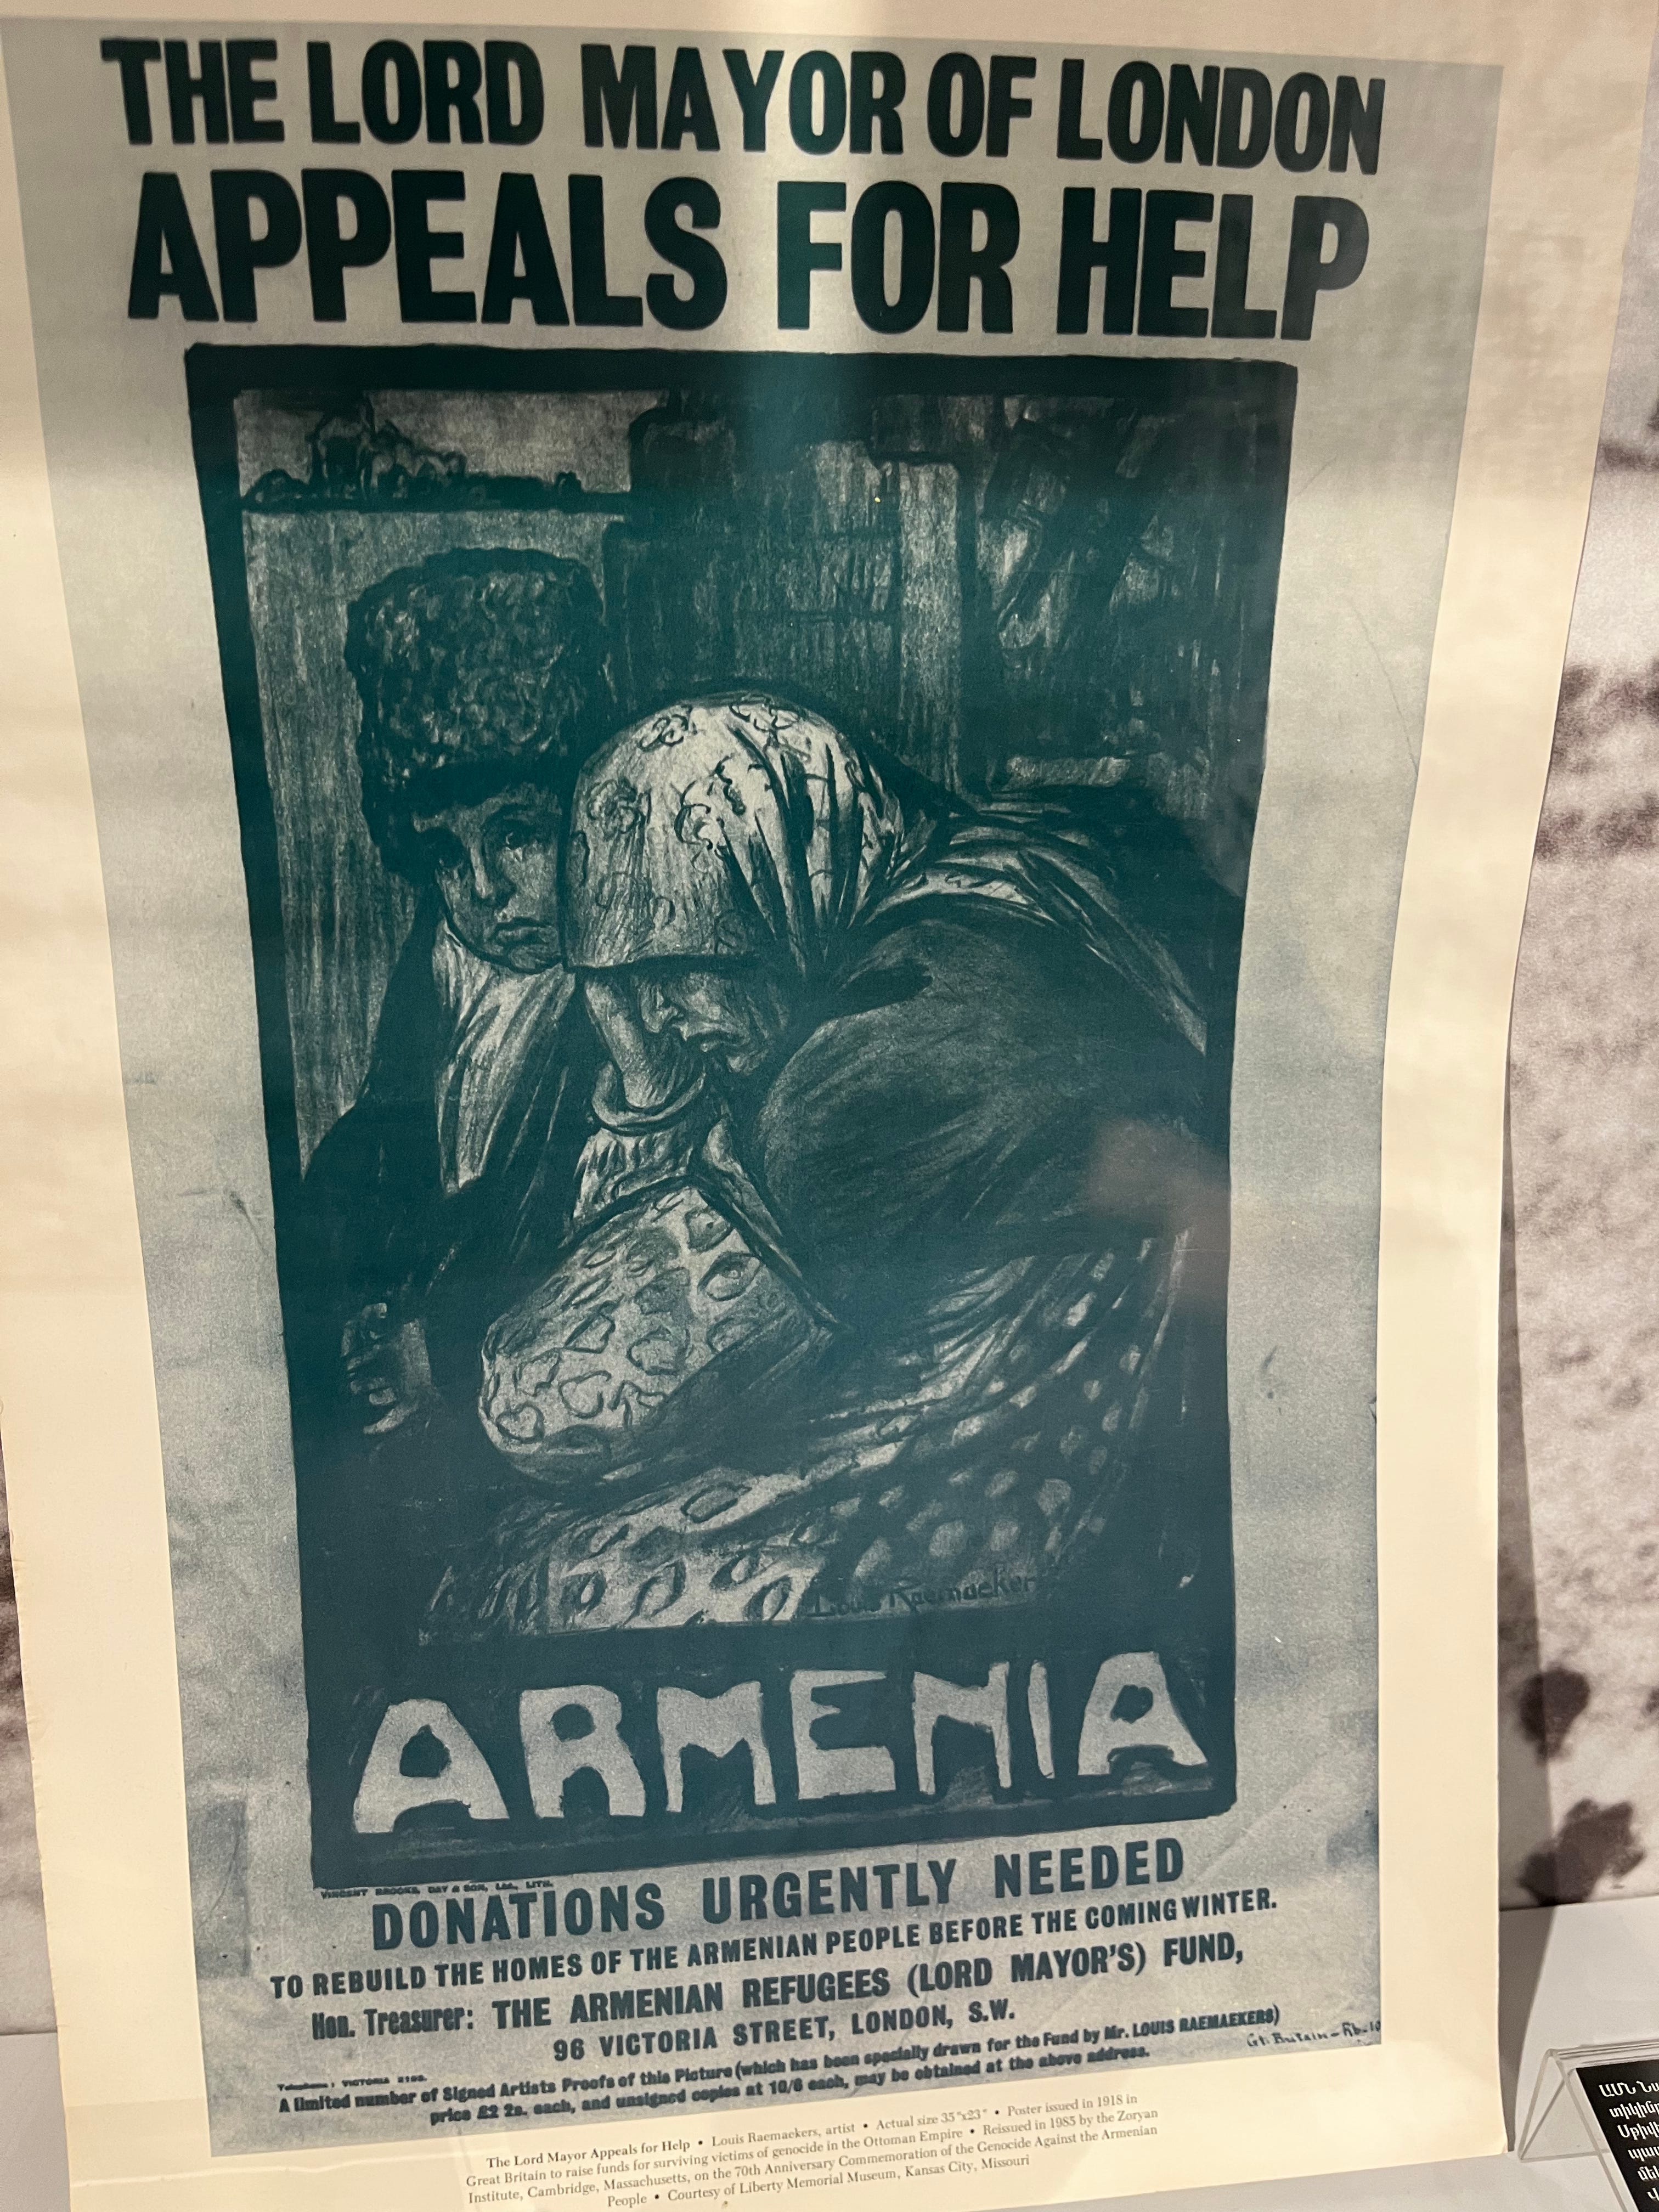 THE LORD MAYOR OF LONDON
APPEALS FOR HELP
Louis Raemaekers
ARMENIA
VINCENT BROOKS, DAY & SON, Ltd., LITH.
DONATIONS URGENTLY NEEDED
TO REBUILD THE HOMES OF THE ARMENIAN PEOPLE BEFORE THE COMING WINTER.
Hon. Treasurer: THE ARMENIAN REFUGEES (LORD MAYOR'S) FUND,
96 VICTORIA STREET, LONDON, S.W.
Telephone: VICTORIA
A limited number of Signed Artists Proofs of this Picture (which has been specially drawn for the Fund by Mr. LOUIS RAEMAEKERS)
price £2 2s. each, and unsigned copies at 10/6 each, may be obtained at the above address.
Gt. Britain -
The Lord Mayor Appeals for Help • Louis Raemaekers, artist • Actual size 35"x23" • Poster issued in 1918 in
Great Britain to raise funds for surviving victims of genocide in the Ottoman Empire • Reissued in 1985 by the Zoryan
Institute, Cambridge, Massachusetts, on the 70th Anniversary Commemoration of the Genocide Against the Armenian
People • Courtesy of Liberty Memorial Museum, Kansas City, Missouri
ԱՄՆ